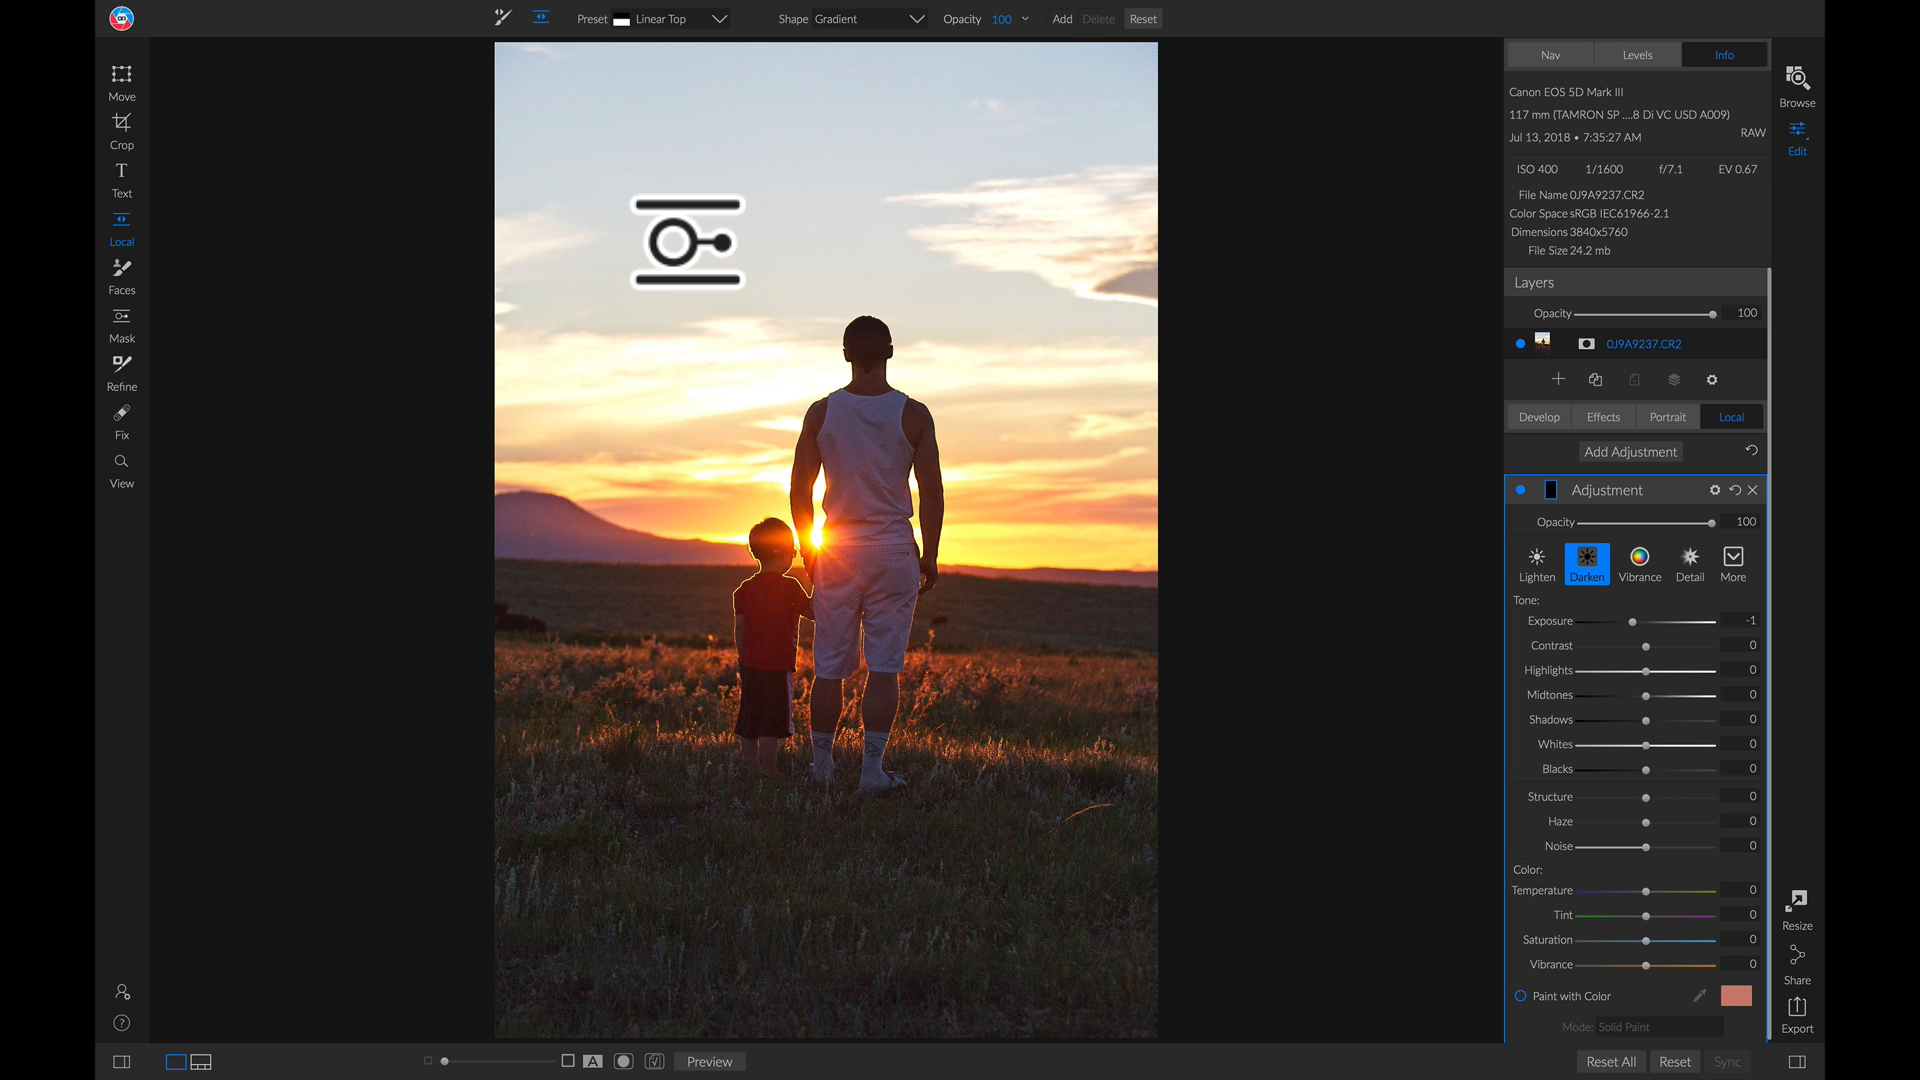 Preset Linear Top Shape Gradient Opacity 100 Add Delete Reset
Move
Crop
Text
Local
Faces
Mask
Refine
Fix
View
Nav Levels Info
Canon EOS 5D Mark III
117 mm (TAMRON SP ....8 Di VC USD A009)
Jul 13, 2018 • 7:35:27 AM
RAW
ISO 400 1/1600 f/7.1 EV 0.67
File Name 0J9A9237.CR2
Color Space sRGB IEC61966-2.1
Dimensions 3840x5760
File Size 24.2 mb
Layers
Opacity 100
0J9A9237.CR2
Develop Effects Portrait Local
Add Adjustment
Adjustment
Opacity 100
Lighten Darken Vibrance Detail More
Tone:
Exposure -1
Contrast 0
Highlights 0
Midtones 0
Shadows 0
Whites 0
Blacks 0
Structure 0
Haze 0
Noise 0
Color:
Temperature 0
Tint 0
Saturation 0
Vibrance 0
Paint with Color
Mode: Solid Paint
Browse
Edit
Resize
Share
Export
?
A
Preview
Reset All Reset Sync